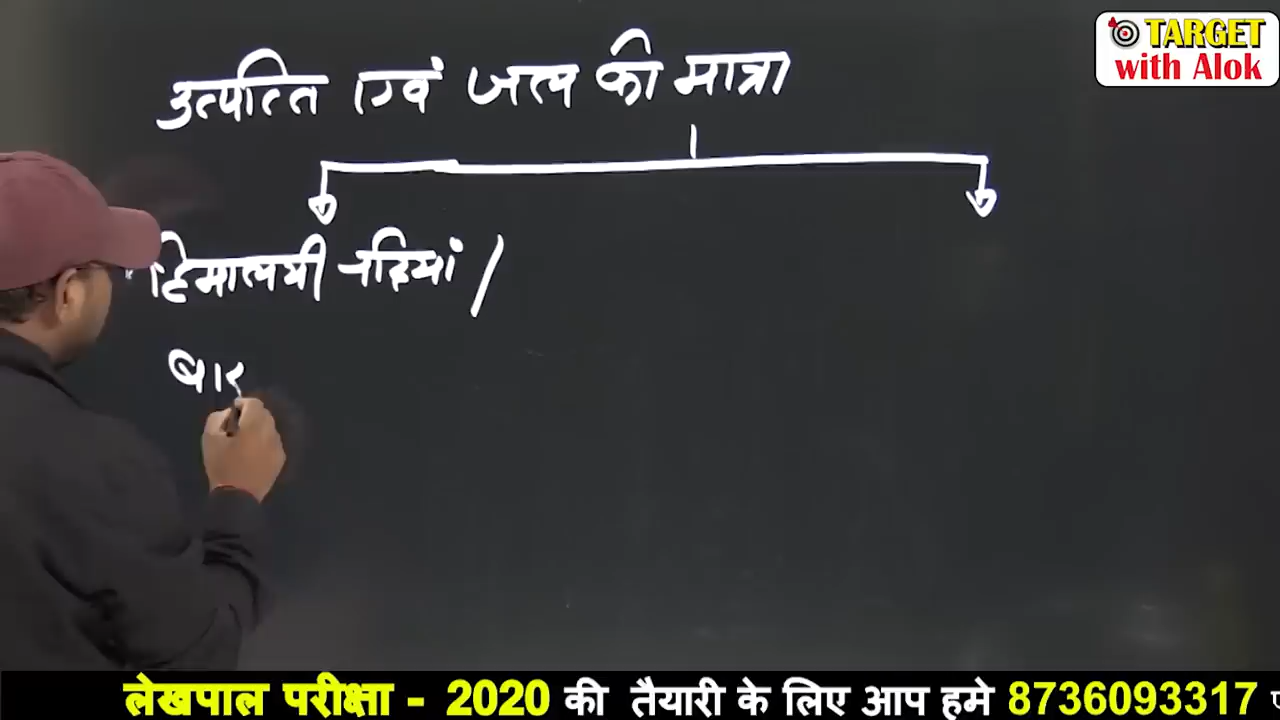 TARGET
with Alok
उत्पत्ति एवं जल की मात्रा
हिमालयी नदियां /
बार
लेखपाल परीक्षा - 2020 की तैयारी के लिए आप हमे 8736093317 प